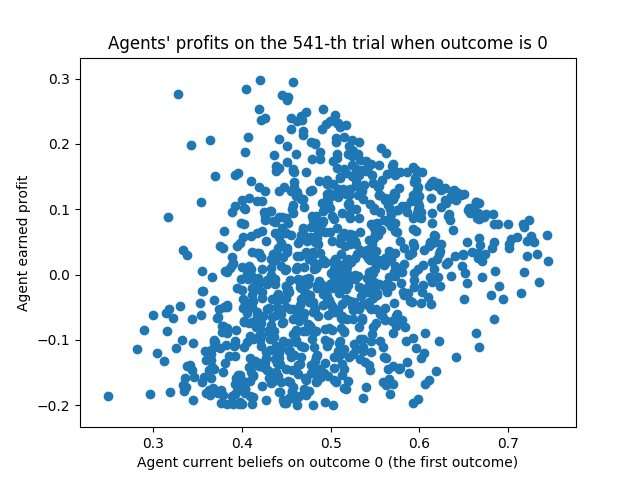 Agents' profits on the 541-th trial when outcome is 0
Agent earned profit
0.3
0.2
0.1
0.0
−0.1
−0.2
0.3 0.4 0.5 0.6 0.7
Agent current beliefs on outcome 0 (the first outcome)